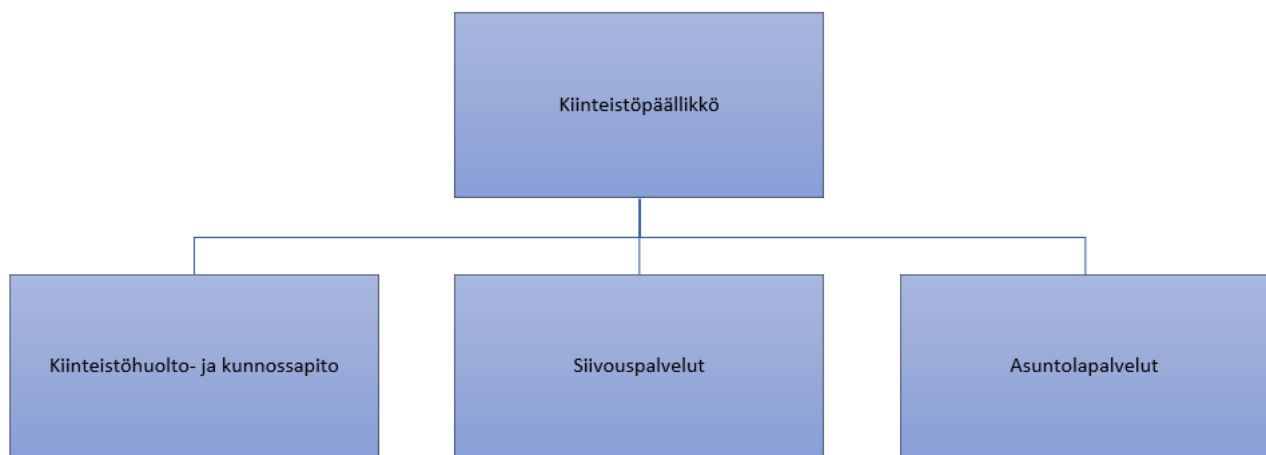 Kiinteistöpäällikkö
Kiinteistöhuolto- ja kunnossapito
Siivouspalvelut
Asuntolapalvelut